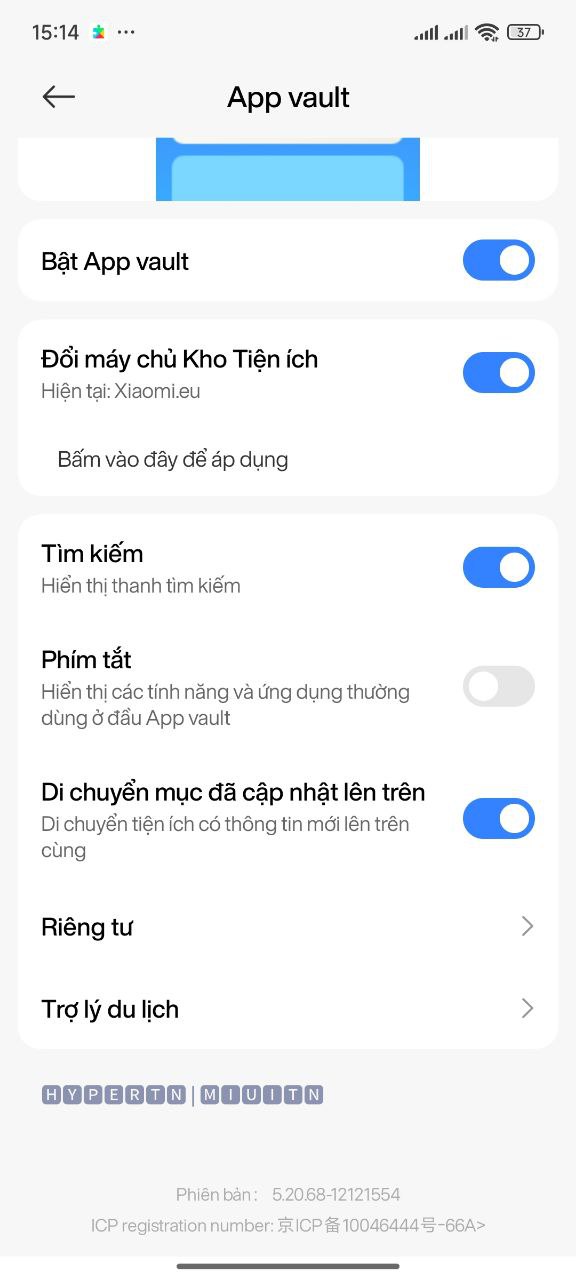 15:14 ...
37
App vault
Bật App vault
Đổi máy chủ Kho Tiện ích
Hiện tại: Xiaomi.eu
Bấm vào đây để áp dụng
Tìm kiếm
Hiển thị thanh tìm kiếm
Phím tắt
Hiển thị các tính năng và ứng dụng thường
dùng ở đầu App vault
Di chuyển mục đã cập nhật lên trên
Di chuyển tiện ích có thông tin mới lên trên
cùng
Riêng tư
Trợ lý du lịch
HYPERTN|MIUITN
Phiên bản: 5.20.68-12121554
ICP registration number: 京ICP备10046444号-66A>